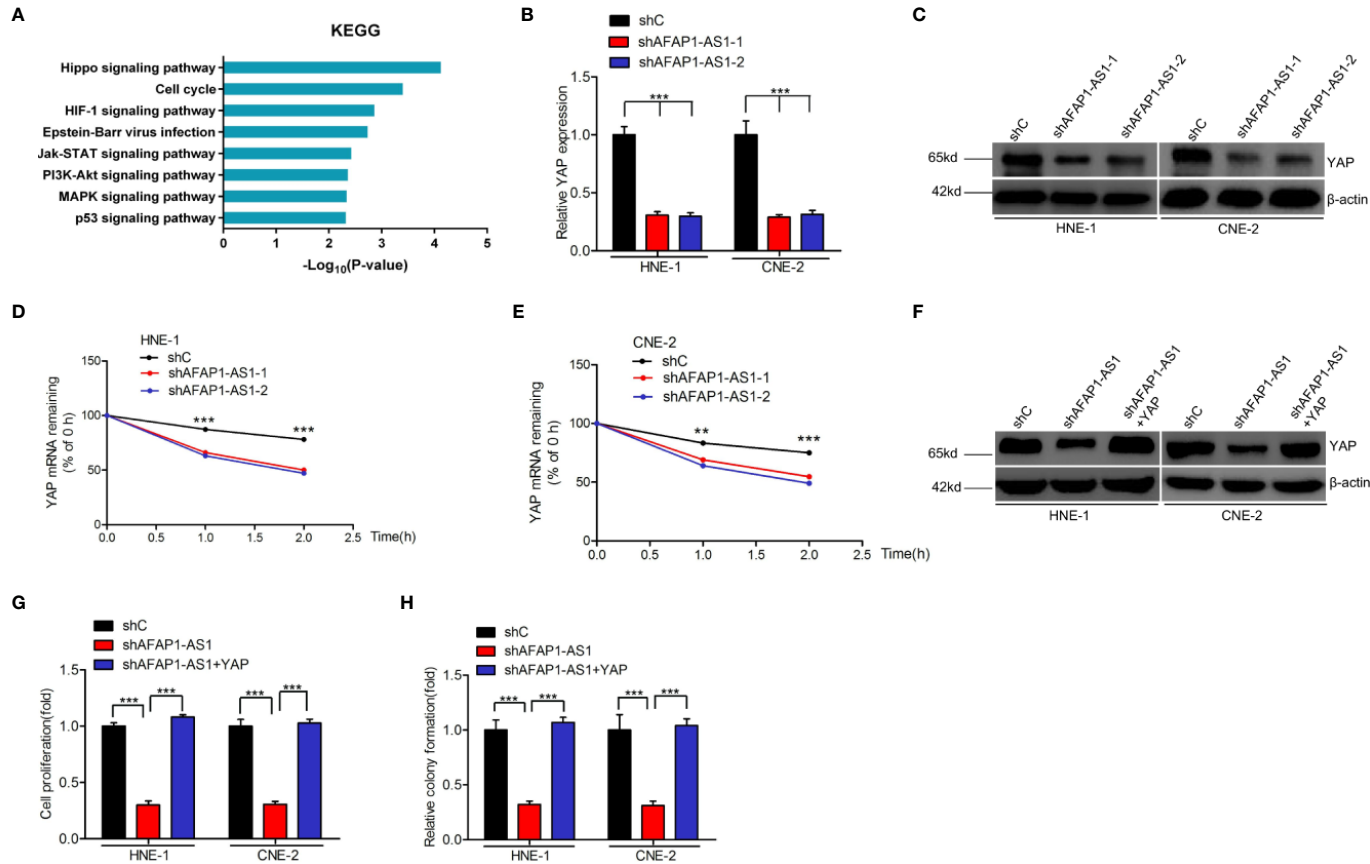 A
KEGG
Hippo signaling pathway
Cell cycle
HIF-1 signaling pathway
Epstein-Barr virus infection
Jak-STAT signaling pathway
PI3K-Akt signaling pathway
MAPK signaling pathway
p53 signaling pathway
0 1 2 3 4 5
-Log10(P-value)
B
shC
shAFAP1-AS1-1
shAFAP1-AS1-2
Relative YAP expression
1.5
1.0
0.5
0.0
*** ***
HNE-1 CNE-2
C
shC shAFAP1-AS1-1 shAFAP1-AS1-2 shC shAFAP1-AS1-1 shAFAP1-AS1-2
65kd YAP
42kd β-actin
HNE-1 CNE-2
D
HNE-1
shC
shAFAP1-AS1-1
shAFAP1-AS1-2
YAP mRNA remaining
(% of 0 h)
150
100
50
0
*** ***
0.0 0.5 1.0 1.5 2.0 2.5 Time(h)
E
CNE-2
shC
shAFAP1-AS1-1
shAFAP1-AS1-2
YAP mRNA remaining
(% of 0 h)
150
100
50
0
** ***
0.0 0.5 1.0 1.5 2.0 2.5 Time(h)
F
shC shAFAP1-AS1 shAFAP1-AS1 +YAP shC shAFAP1-AS1 shAFAP1-AS1 +YAP
65kd YAP
42kd β-actin
HNE-1 CNE-2
G
shC
shAFAP1-AS1
shAFAP1-AS1+YAP
Cell proliferation(fold)
1.5
1.0
0.5
0.0
*** *** *** ***
HNE-1 CNE-2
H
shC
shAFAP1-AS1
shAFAP1-AS1+YAP
Relative colony formation(fold)
1.5
1.0
0.5
0.0
*** *** *** ***
HNE-1 CNE-2